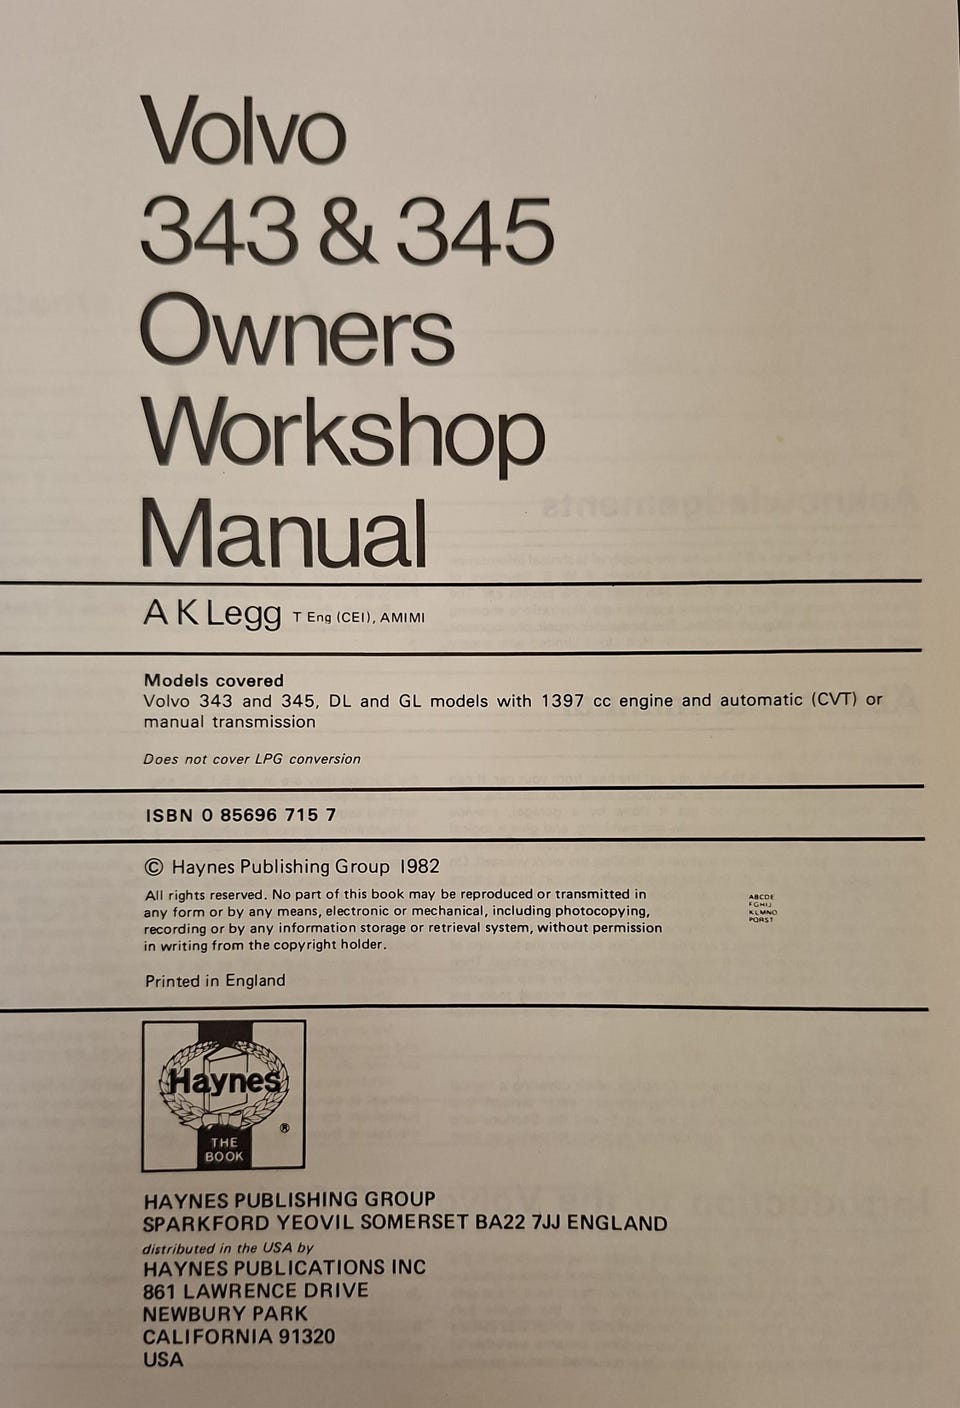 Volvo
343 & 345
Owners
Workshop
Manual
A K Legg T Eng (CEI), AMIMI
Models covered
Volvo 343 and 345, DL and GL models with 1397 cc engine and automatic (CVT) or
manual transmission
Does not cover LPG conversion
ISBN 0 85696 715 7
© Haynes Publishing Group 1982
All rights reserved. No part of this book may be reproduced or transmitted in
any form or by any means, electronic or mechanical, including photocopying,
recording or by any information storage or retrieval system, without permission
in writing from the copyright holder.
ABCDE
FGHIJ
KLMNO
PQRST
Printed in England
Haynes
®
THE
BOOK
HAYNES PUBLISHING GROUP
SPARKFORD YEOVIL SOMERSET BA22 7JJ ENGLAND
distributed in the USA by
HAYNES PUBLICATIONS INC
861 LAWRENCE DRIVE
NEWBURY PARK
CALIFORNIA 91320
USA